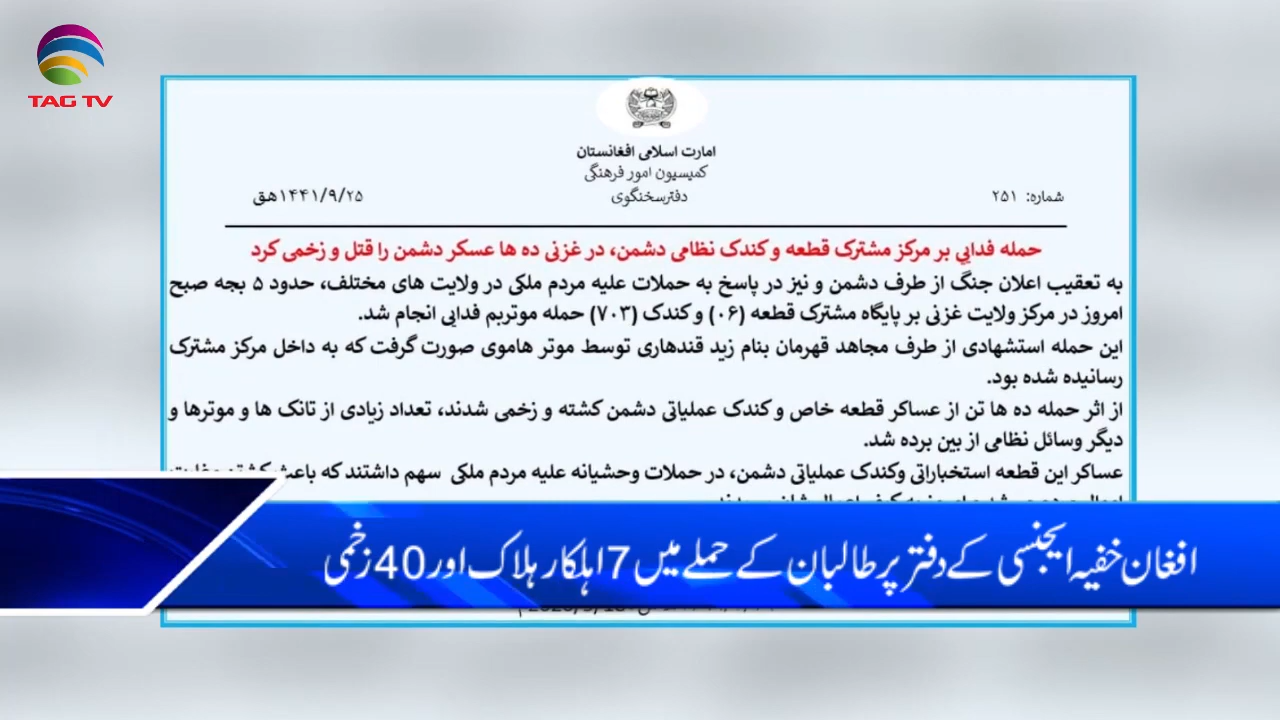 TAG TV
امارت اسلامی افغانستان
کمیسیون امور فرهنگی
شماره: ۲۵۱
دفترسخنگوی
۱۴۴۱/۹/۲۵هق
حمله فدایی بر مرکز مشترک قطعه و کندک نظامی دشمن، در غزنی ده ها عسکر دشمن را قتل و زخمی کرد
به تعقیب اعلان جنگ از طرف دشمن و نیز در پاسخ به حملات علیه مردم ملکی در ولایت های مختلف، حدود ۵ بجه صبح
امروز در مرکز ولایت غزنی بر پایگاه مشترک قطعه (۰۶) و کندک (۷۰۳) حمله موتربم فدایی انجام شد.
این حمله استشهادی از طرف مجاهد قهرمان بنام زید قندهاری توسط موتر هاموی صورت گرفت که به داخل مرکز مشترک
رسانیده شده بود.
از اثر حمله ده ها تن از عساکر قطعه خاص و کندک عملیاتی دشمن کشته و زخمی شدند، تعداد زیادی از تانک ها و موترها و
دیگر وسائل نظامی از بین برده شد.
عساکر این قطعه استخباراتی وکندک عملیاتی دشمن، در حملات وحشیانه علیه مردم ملکی سهم داشتند که
افغان خفیہ ایجنسی کے دفتر پر طالبان کے حملے میں 7 اہلکار ہلاک اور 40 زخمی